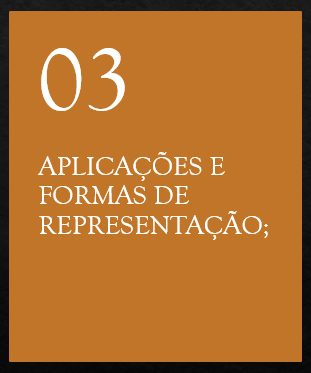 03
APLICAÇÕES E
FORMAS DE
REPRESENTAÇÃO;